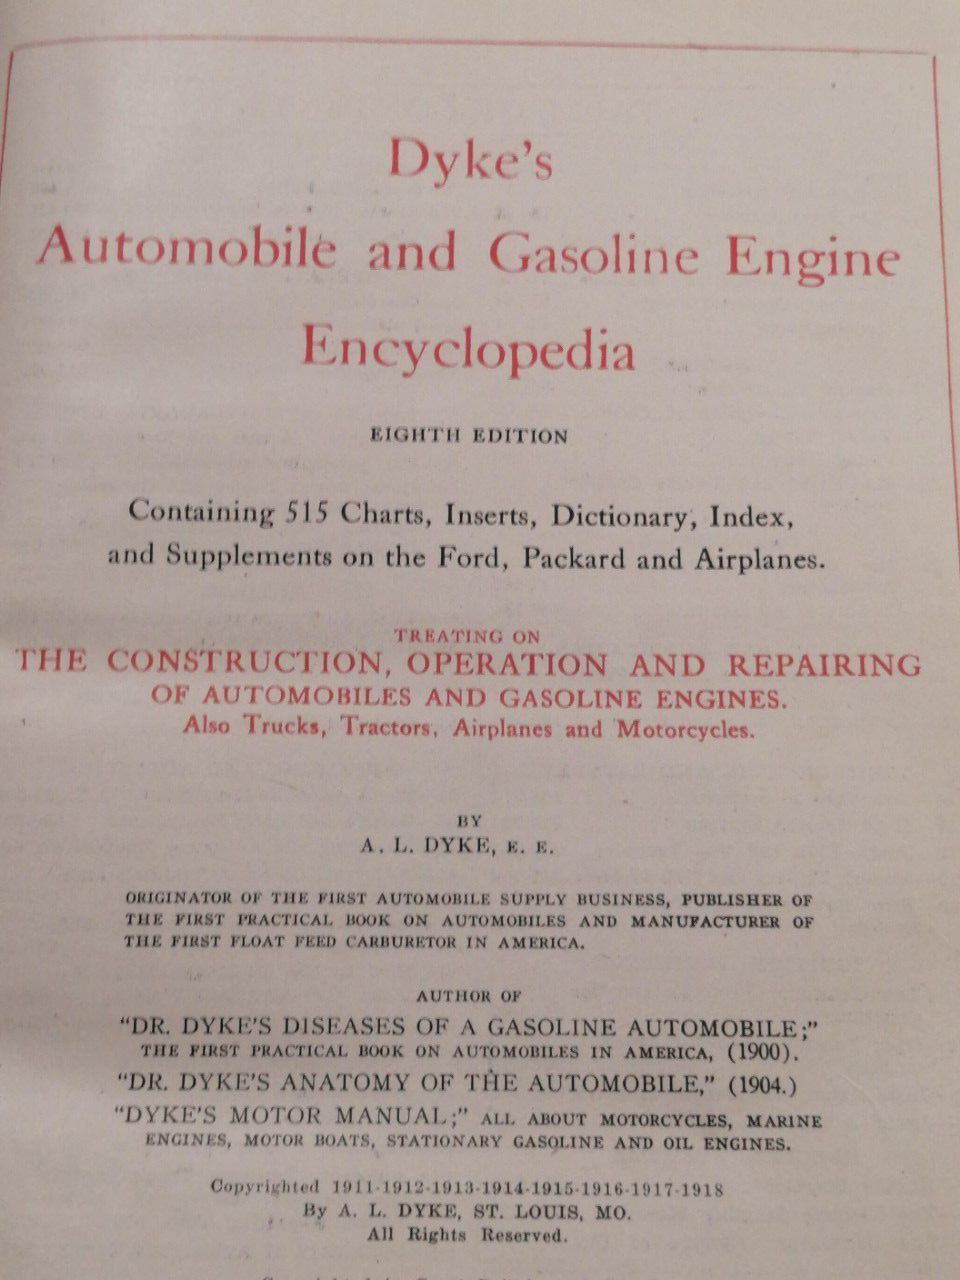 Dyke's
Automobile and Gasoline Engine
Encyclopedia
EIGHTH EDITION
Containing 515 Charts, Inserts, Dictionary, Index,
and Supplements on the Ford, Packard and Airplanes.
TREATING ON
THE CONSTRUCTION, OPERATION AND REPAIRING
OF AUTOMOBILES AND GASOLINE ENGINES.
Also Trucks, Tractors, Airplanes and Motorcycles.
BY
A. L. DYKE, E. E.
ORIGINATOR OF THE FIRST AUTOMOBILE SUPPLY BUSINESS, PUBLISHER OF
THE FIRST PRACTICAL BOOK ON AUTOMOBILES AND MANUFACTURER OF
THE FIRST FLOAT FEED CARBURETOR IN AMERICA.
AUTHOR OF
"DR. DYKE'S DISEASES OF A GASOLINE AUTOMOBILE;"
THE FIRST PRACTICAL BOOK ON AUTOMOBILES IN AMERICA, (1900).
"DR. DYKE'S ANATOMY OF THE AUTOMOBILE," (1904.)
"DYKE'S MOTOR MANUAL;" ALL ABOUT MOTORCYCLES, MARINE
ENGINES, MOTOR BOATS, STATIONARY GASOLINE AND OIL ENGINES.
Copyrighted 1911-1912-1913-1914-1915-1916-1917-1918
By A. L. DYKE, ST. LOUIS, MO.
All Rights Reserved.